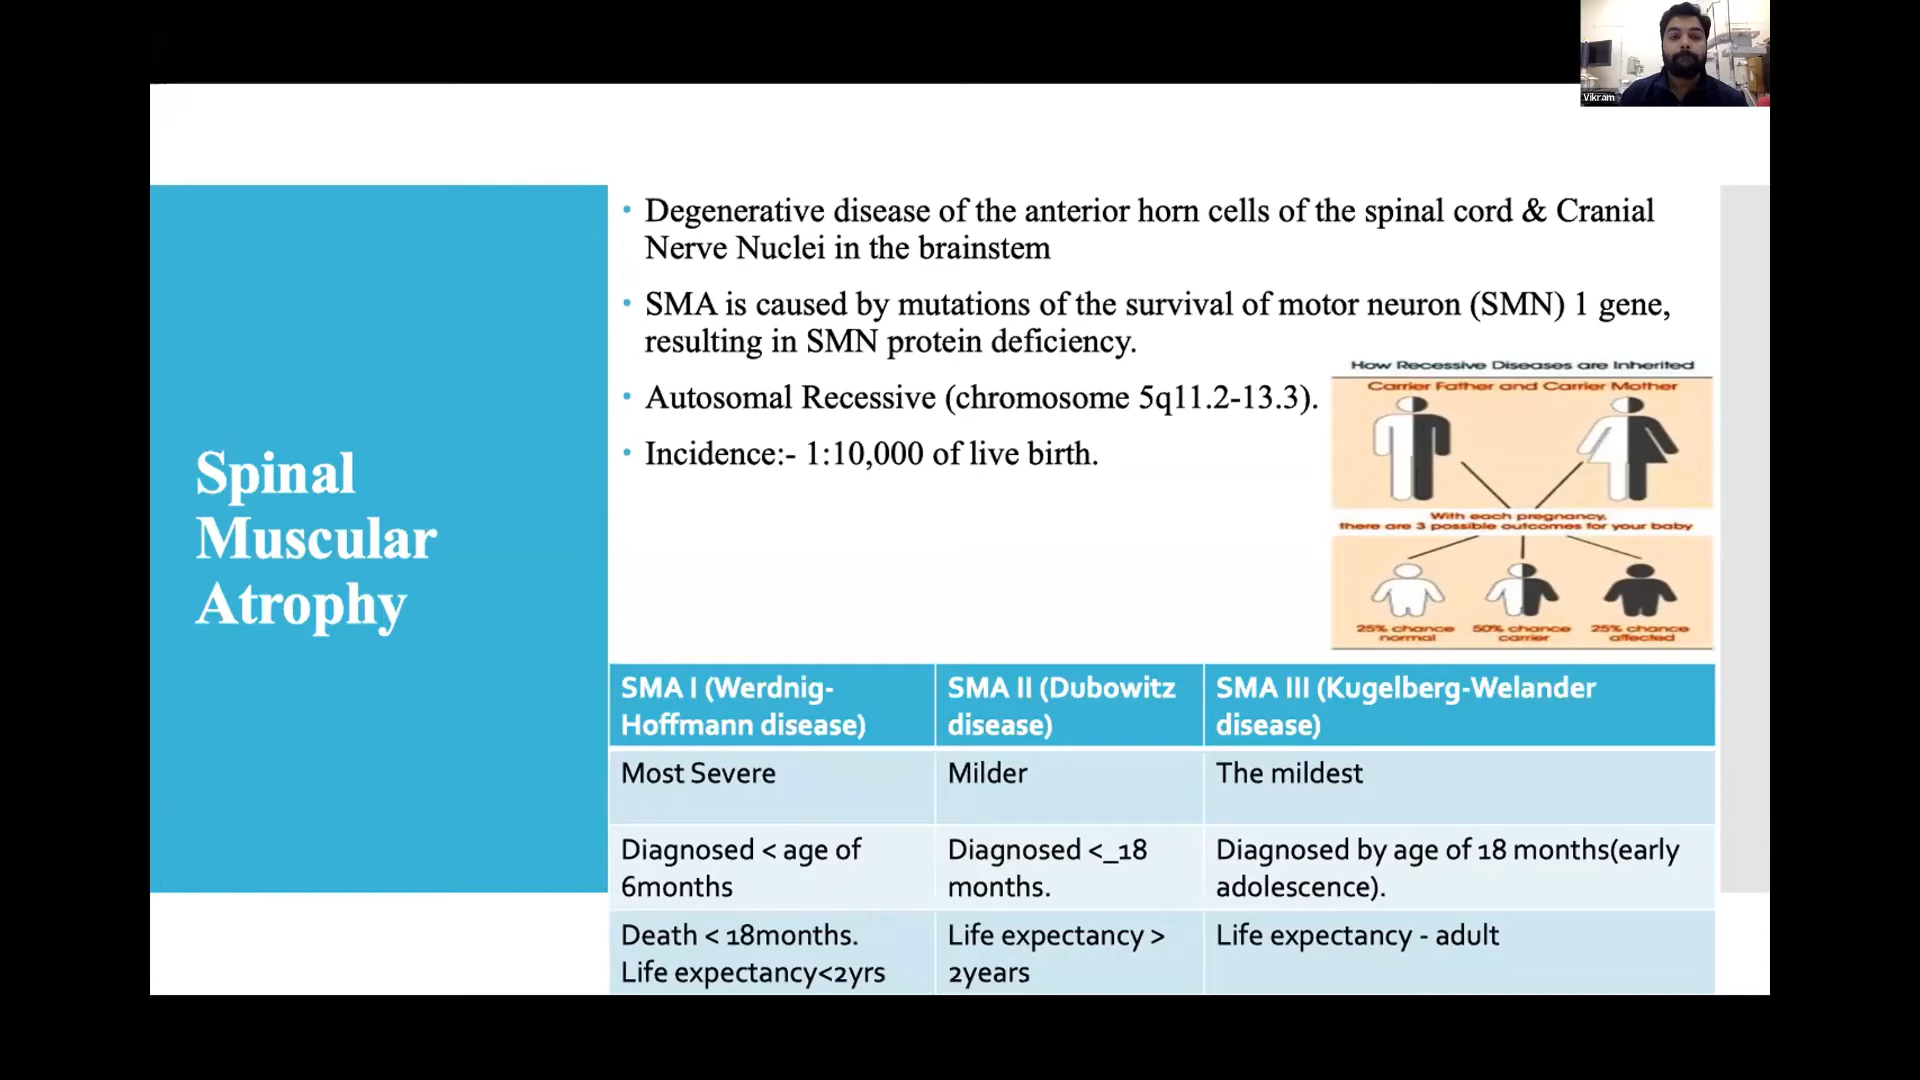 Vikram
Spinal
Muscular
Atrophy
• Degenerative disease of the anterior horn cells of the spinal cord & Cranial
Nerve Nuclei in the brainstem
• SMA is caused by mutations of the survival of motor neuron (SMN) 1 gene,
resulting in SMN protein deficiency.
• Autosomal Recessive (chromosome 5q11.2-13.3).
• Incidence:- 1:10,000 of live birth.
How Recessive Diseases are Inherited
Carrier Father and Carrier Mother
With each pregnancy,
there are 3 possible outcomes for your baby
25% chance
normal
50% chance
carrier
25% chance
affected
SMA I (Werdnig-
Hoffmann disease)
SMA II (Dubowitz
disease)
SMA III (Kugelberg-Welander
disease)
Most Severe
Milder
The mildest
Diagnosed < age of
6months
Diagnosed <_18
months.
Diagnosed by age of 18 months(early
adolescence).
Death < 18months.
Life expectancy<2yrs
Life expectancy >
2years
Life expectancy - adult